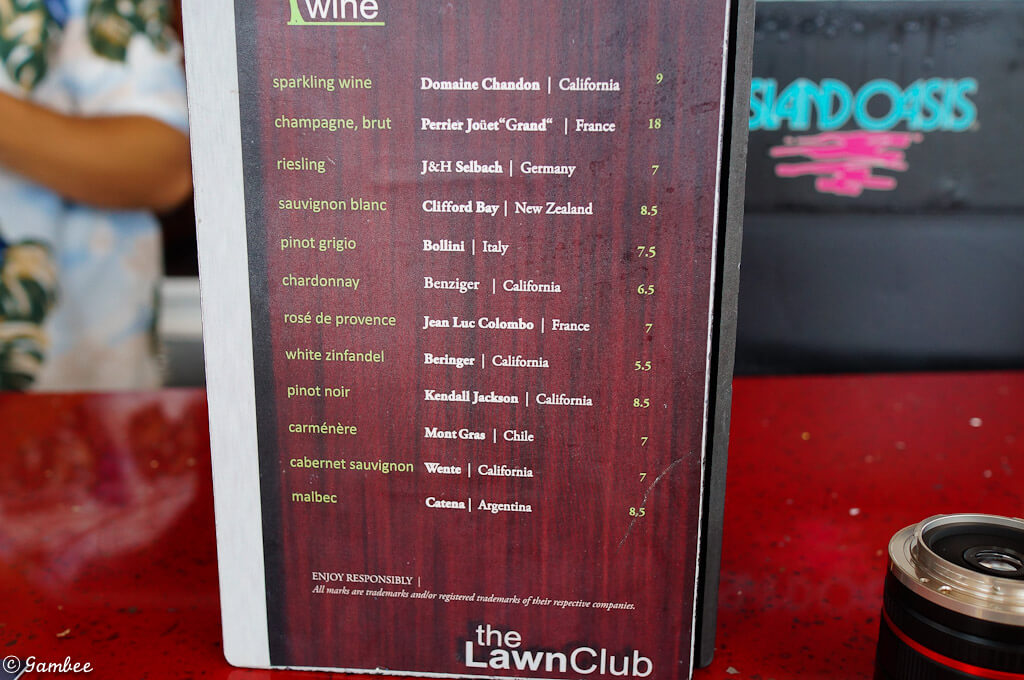 wine
sparkling wine Domaine Chandon | California 9
champagne, brut Perrier Joüet“Grand“ | France 18
riesling J&H Selbach | Germany 7
sauvignon blanc Clifford Bay | New Zealand 8.5
pinot grigio Bollini | Italy 7.5
chardonnay Benziger | California 6.5
rosé de provence Jean Luc Colombo | France 7
white zinfandel Beringer | California 5.5
pinot noir Kendall Jackson | California 8.5
carménère Mont Gras | Chile 7
cabernet sauvignon Wente | California 7
malbec Catena | Argentina 8,5
ENJOY RESPONSIBLY |
All marks are trademarks and/or registered trademarks of their respective companies.
the
LawnClub
SLAND OASIS
© Gambee